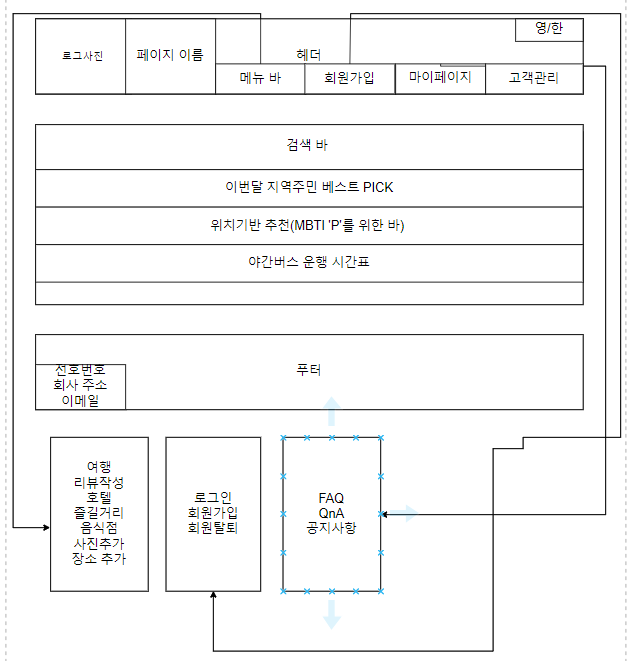 영/한
로그사진
페이지 이름
헤더
메뉴 바
회원가입
마이페이지
고객관리
검색 바
이번달 지역주민 베스트 PICK
위치기반 추천(MBTI 'P'를 위한 바)
야간버스 운행 시간표
푸터
선호번호
회사 주소
이메일
여행
리뷰작성
호텔
즐길거리
음식점
사진추가
장소 추가
로그인
회원가입
회원탈퇴
FAQ
QnA
공지사항